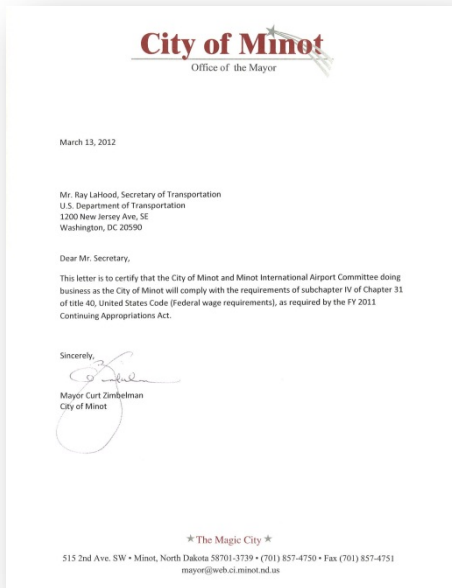 City of Minot
Office of the Mayor
March 13, 2012
Mr. Ray LaHood, Secretary of Transportation
U.S. Department of Transportation
1200 New Jersey Ave, SE
Washington, DC 20590
Dear Mr. Secretary,
This letter is to certify that the City of Minot and Minot International Airport Committee doing
business as the City of Minot will comply with the requirements of subchapter IV of Chapter 31
of title 40, United States Code (Federal wage requirements), as required by the FY 2011
Continuing Appropriations Act.
Sincerely,
Mayor Curt Zimbelman
City of Minot
★ The Magic City ★
515 2nd Ave. SW • Minot, North Dakota 58701-3739 • (701) 857-4750 • Fax (701) 857-4751
mayor@web.ci.minot.nd.us